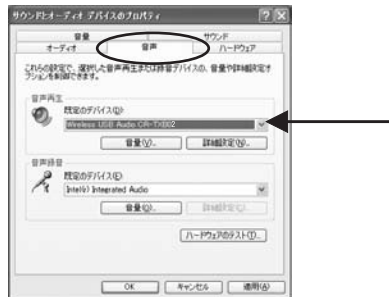 サウンドとオーディオ デバイスのプロパティ
音量
サウンド
オーディオ
音声
ハードウェア
これらの設定で、選択した音声再生または録音デバイスの、音量や詳細設定オ
プションを制御できます。
音声再生
既定のデバイス(D):
Wireless USB Audio CR-TXB02
音量(V)...
詳細設定(N)...
音声録音
既定のデバイス(E):
Intel(r) Integrated Audio
音量(O)...
詳細設定(C)...
ハードウェアのテスト(T)...
OK
キャンセル
適用(A)